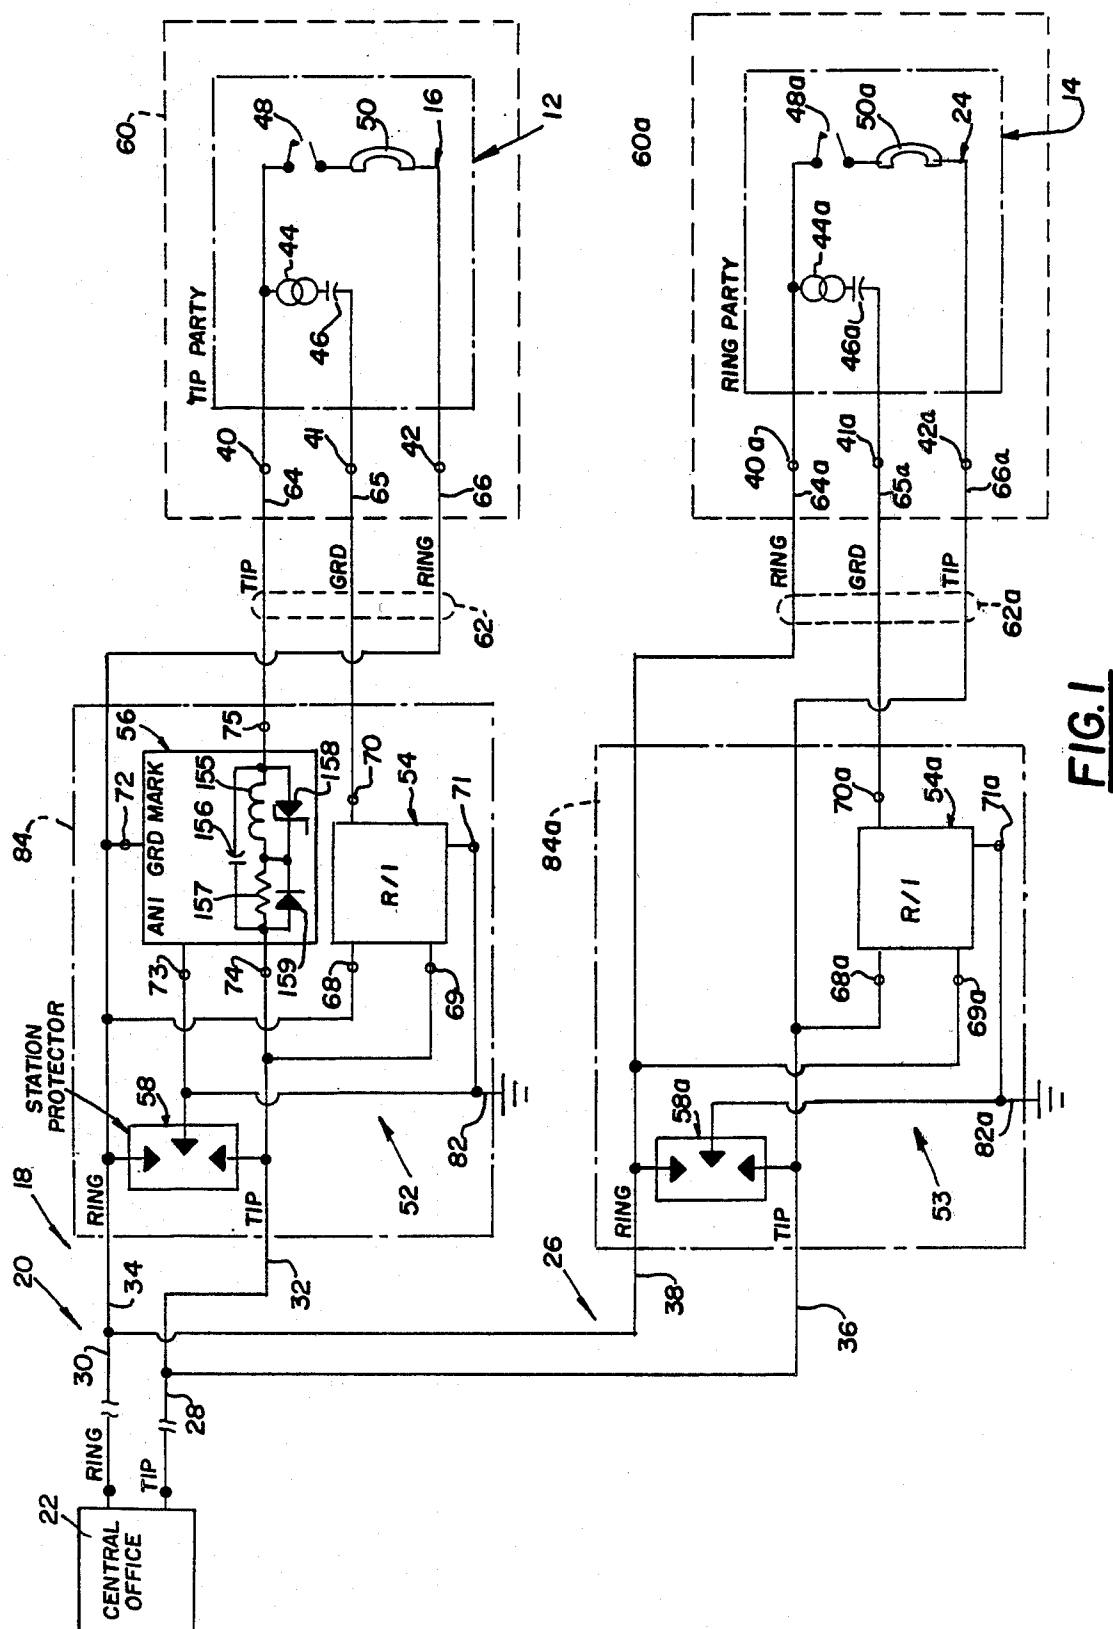 60
48
50
16
12
44
46
TIP PARTY
40
41
42
64
65
66
TIP
GRD
RING
62
60a
48a
50a
24
14
44a
46a
RING PARTY
40a
41a
42a
64a
65a
66a
RING
GRD
TIP
62a
84
56
75
72
ANI GRD MARK
155
156
157
158
159
70
54
71
R/I
73
74
68
69
STATION
PROTECTOR
58
82
52
RING
TIP
18
20
34
32
30
28
RING
TIP
22
CENTRAL
OFFICE
84a
70a
54a
71a
R/I
68a
69a
58a
82a
53
RING
TIP
26
38
36
FIG. 1